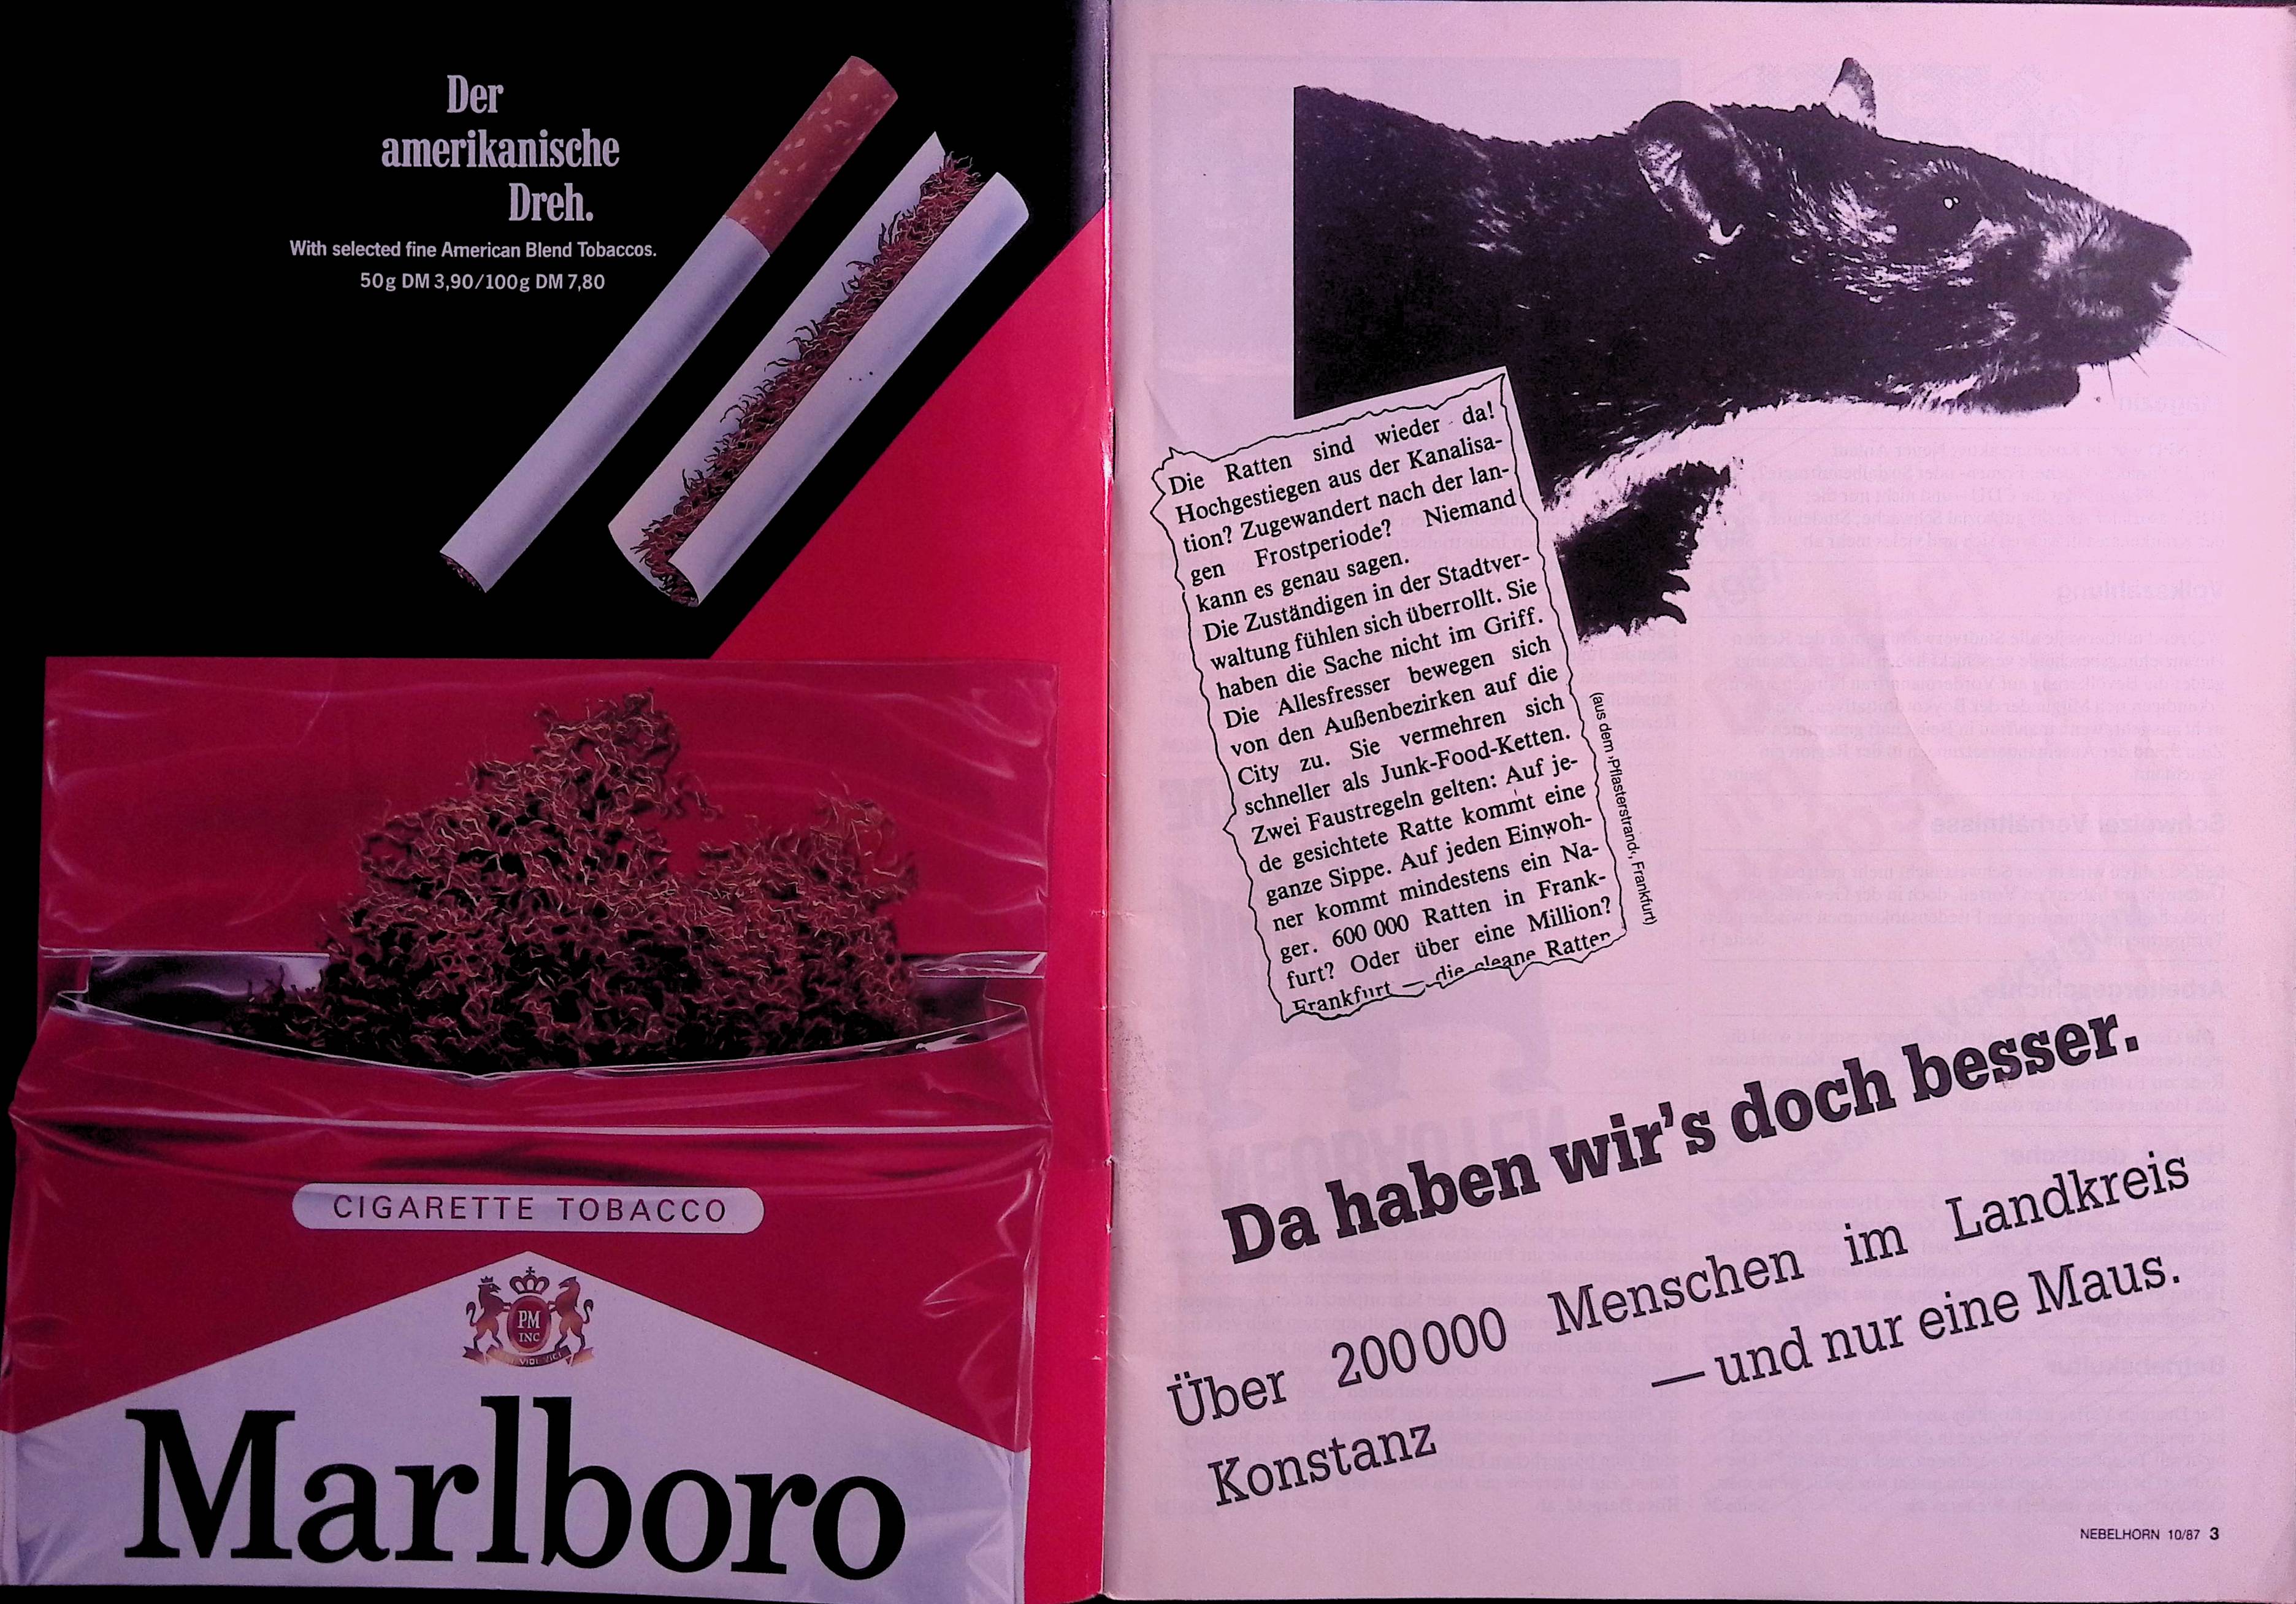 Der
amerikanische
Dreh.
With selected fine American Blend Tobaccos.
50g DM 3,90/100g DM 7,80
CIGARETTE TOBACCO
PM
INC
VIDI VICI
Marlboro
Die Ratten sind wieder da!
Hochgestiegen aus der Kanalisa-
tion? Zugewandert nach der lan-
gen Frostperiode? Niemand
kann es genau sagen.
Die Zuständigen in der Stadtver-
waltung fühlen sich überrollt. Sie
haben die Sache nicht im Griff.
Die Allesfresser bewegen sich
von den Außenbezirken auf die
City zu. Sie vermehren sich
schneller als Junk-Food-Ketten.
Zwei Faustregeln gelten: Auf je-
de gesichtete Ratte kommt eine
ganze Sippe. Auf jeden Einwoh-
ner kommt mindestens ein Na-
ger. 600 000 Ratten in Frank-
furt? Oder über eine Million?
Frankfurt — die cleane Ratten
(aus dem ›Pflasterstrand‹, Frankfurt)
Da haben wir's doch besser.
Über 200 000 Menschen im Landkreis
Konstanz — und nur eine Maus.
NEBELHORN 10/87 3